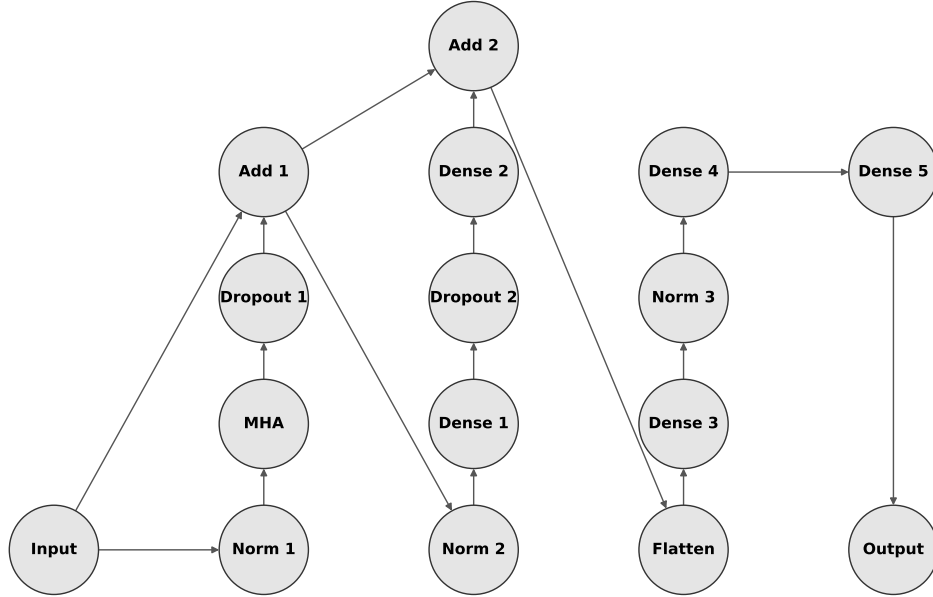 Add 2
Add 1
Dense 2
Dense 4
Dense 5
Dropout 1
Dropout 2
Norm 3
MHA
Dense 1
Dense 3
Input
Norm 1
Norm 2
Flatten
Output